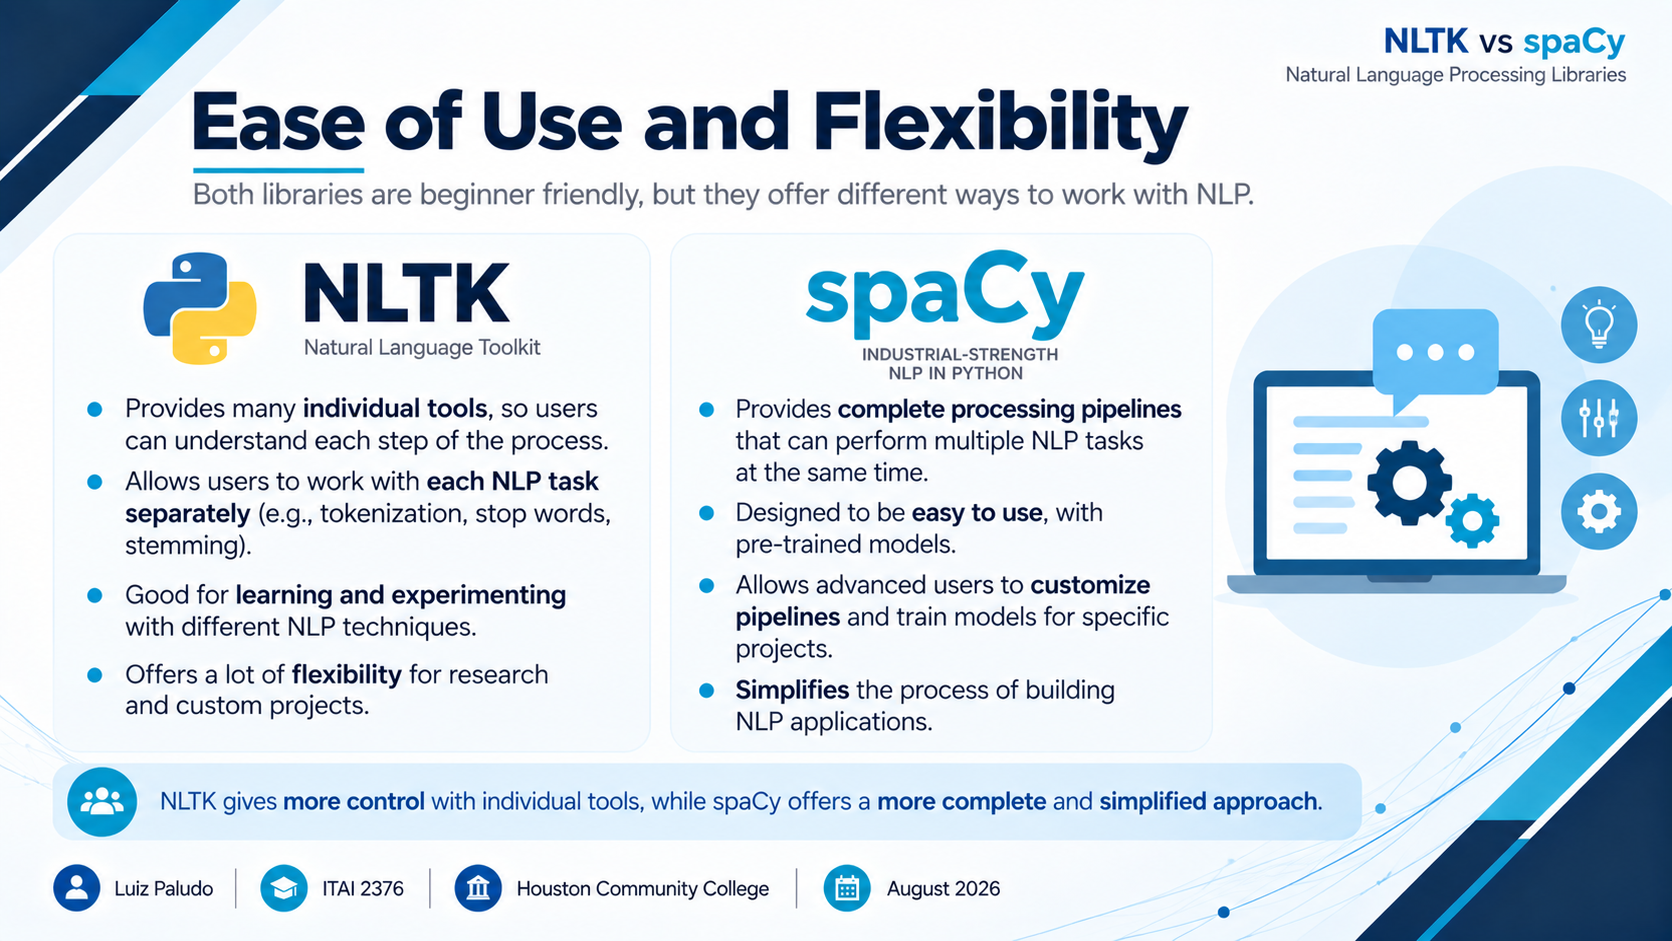 NLTK vs spaCy
Natural Language Processing Libraries
Ease of Use and Flexibility
Both libraries are beginner friendly, but they offer different ways to work with NLP.
NLTK
Natural Language Toolkit
Provides many individual tools, so users
can understand each step of the process.
Allows users to work with each NLP task
separately (e.g., tokenization, stop words,
stemming).
Good for learning and experimenting
with different NLP techniques.
Offers a lot of flexibility for research
and custom projects.
spaCy
INDUSTRIAL-STRENGTH
NLP IN PYTHON
Provides complete processing pipelines
that can perform multiple NLP tasks
at the same time.
Designed to be easy to use, with
pre-trained models.
Allows advanced users to customize
pipelines and train models for specific
projects.
Simplifies the process of building
NLP applications.
NLTK gives more control with individual tools, while spaCy offers a more complete and simplified approach.
Luiz Paludo
ITAI 2376
Houston Community College
August 2026